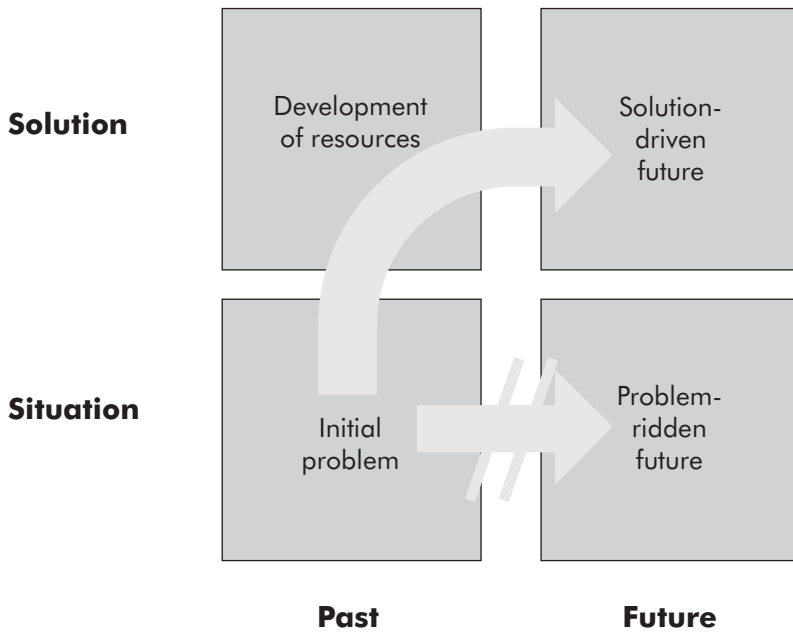 Solution
Development
of resources
Solution-
driven
future
Situation
Initial
problem
Problem-
ridden
future
Past
Future